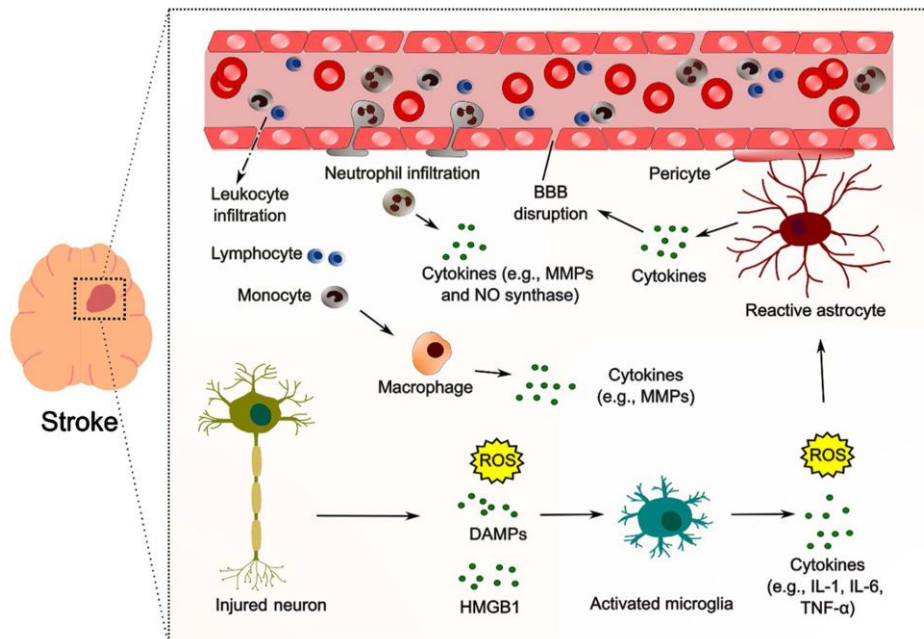 Leukocyte
infiltration
Neutrophil infiltration
BBB
disruption
Pericyte
Lymphocyte
Cytokines (e.g., MMPs
and NO synthase)
Cytokines
Monocyte
Reactive astrocyte
Macrophage
Cytokines
(e.g., MMPs)
Stroke
ROS
ROS
DAMPs
HMGB1
Injured neuron
Activated microglia
Cytokines
(e.g., IL-1, IL-6,
TNF-α)